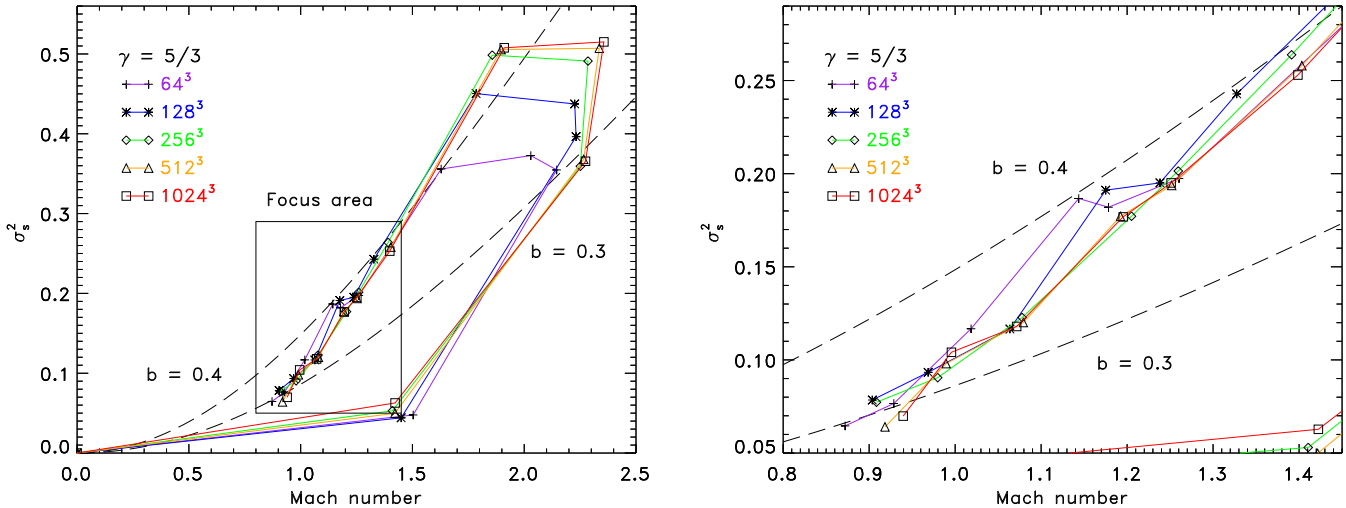 γ = 5/3
64³
128³
256³
512³
1024³
Focus area
b = 0.4
b = 0.3
σ²ₛ
0.5
0.4
0.3
0.2
0.1
0.0
0.0 0.5 1.0 1.5 2.0 2.5
Mach number
γ = 5/3
64³
128³
256³
512³
1024³
b = 0.4
b = 0.3
σ²ₛ
0.25
0.20
0.15
0.10
0.05
0.8 0.9 1.0 1.1 1.2 1.3 1.4
Mach number